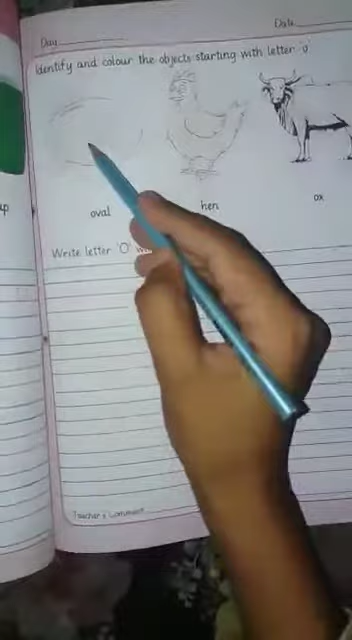 Day
Date
Identify and colour the objects starting with letter 'o'
oval
hen
ox
Write letter 'O'
Teacher's Comment